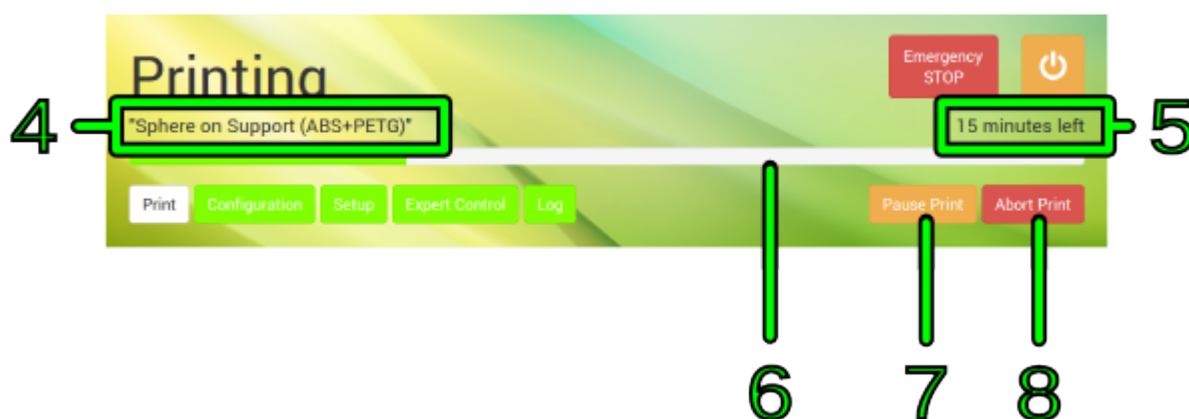 Printing
Emergency
STOP
4
"Sphere on Support (ABS+PETG)"
15 minutes left
5
Print
Configuration
Setup
Expert Control
Log
Pause Print
Abort Print
6
7
8